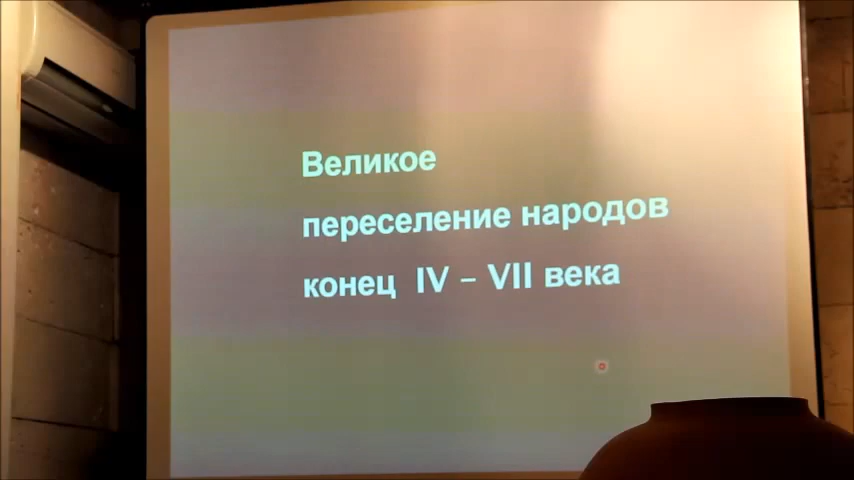 Великое
переселение народов
конец IV – VII века